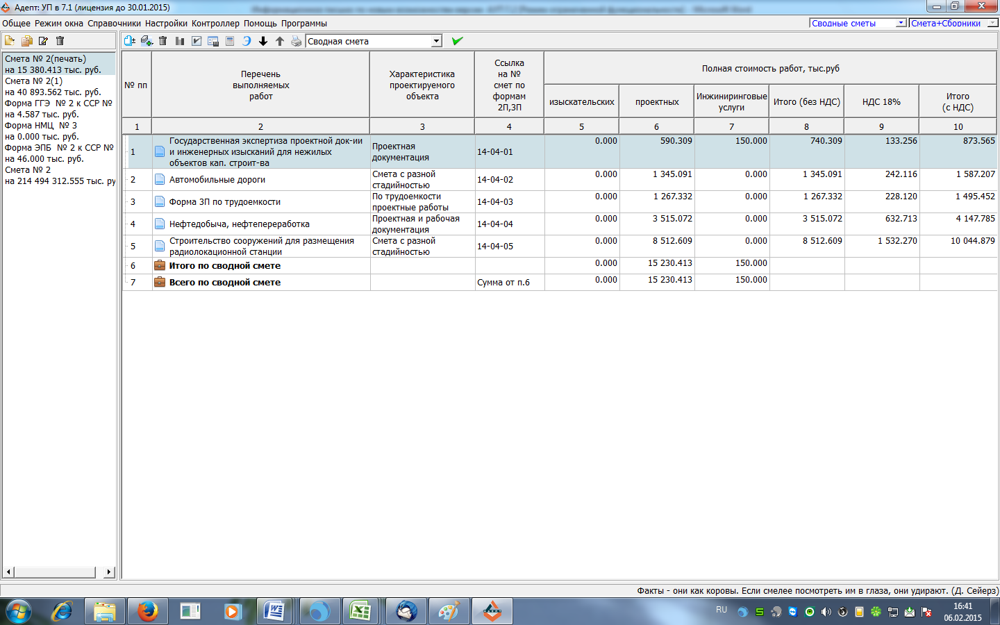 Адепт: УП в 7.1 (лицензия до 30.01.2015)
Общее Режим окна Справочники Настройки Контроллер Помощь Программы
Сводные сметы Смета+Сборники
Сводная смета
Смета № 2(печать)
на 15 380.413 тыс. руб.
Смета № 2(1)
на 40 893.562 тыс. руб.
Форма ГГЭ № 2 к ССР №
на 4.587 тыс. руб.
Форма НМЦ № 3
на 0.000 тыс. руб.
Форма ЭПБ № 2 к ССР №
на 46.000 тыс. руб.
Смета № 2
на 214 494 312.555 тыс. ру
№ пп
Перечень
выполняемых
работ
Характеристика
проектируемого
объекта
Ссылка
на №
смет по
формам
2П,3П
Полная стоимость работ, тыс.руб
изыскательских
проектных
Инжиниринговые
услуги
Итого (без НДС)
НДС 18%
Итого
(с НДС)
1 2 3 4 5 6 7 8 9 10
1 Государственная экспертиза проектной док-ии
и инженерных изысканий для нежилых
объектов кап. строит-ва
Проектная
документация
14-04-01 0.000 590.309 150.000 740.309 133.256 873.565
2 Автомобильные дороги
Смета с разной
стадийностью
14-04-02 0.000 1 345.091 0.000 1 345.091 242.116 1 587.207
3 Форма 3П по трудоемкости
По трудоемкости
проектные работы
14-04-03 0.000 1 267.332 0.000 1 267.332 228.120 1 495.452
4 Нефтедобыча, нефтепереработка
Проектная и рабочая
документация
14-04-04 0.000 3 515.072 0.000 3 515.072 632.713 4 147.785
5 Строительство сооружений для размещения
радиолокационной станции
Смета с разной
стадийностью
14-04-05 0.000 8 512.609 0.000 8 512.609 1 532.270 10 044.879
6 Итого по сводной смете 0.000 15 230.413 150.000
7 Всего по сводной смете Сумма от п.6 0.000 15 230.413 150.000
Факты - они как коровы. Если смелее посмотреть им в глаза, они удирают. (Д. Сейерз)
RU
16:41
06.02.2015